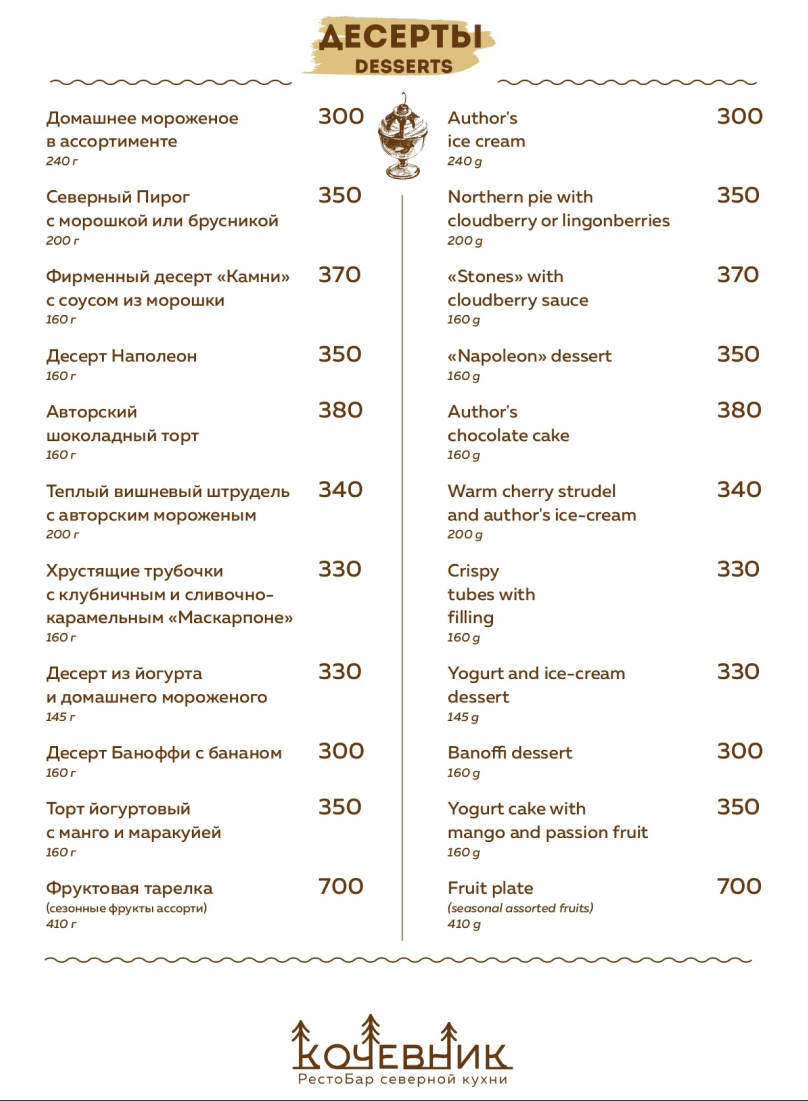 ДЕСЕРТЫ
DESSERTS
Домашнее мороженое 300
в ассортименте
240 г
Северный Пирог 350
с морошкой или брусникой
200 г
Фирменный десерт «Камни» 370
с соусом из морошки
160 г
Десерт Наполеон 350
160 г
Авторский 380
шоколадный торт
160 г
Теплый вишневый штрудель 340
с авторским мороженым
200 г
Хрустящие трубочки 330
с клубничным и сливочно-
карамельным «Маскарпоне»
160 г
Десерт из йогурта 330
и домашнего мороженого
145 г
Десерт Баноффи с бананом 300
160 г
Торт йогуртовый 350
с манго и маракуйей
160 г
Фруктовая тарелка 700
(сезонные фрукты ассорти)
410 г
Author's 300
ice cream
240 g
Northern pie with 350
cloudberry or lingonberries
200 g
«Stones» with 370
cloudberry sauce
160 g
«Napoleon» dessert 350
160 g
Author's 380
chocolate cake
160 g
Warm cherry strudel 340
and author's ice-cream
200 g
Crispy 330
tubes with
filling
160 g
Yogurt and ice-cream 330
dessert
145 g
Banoffi dessert 300
160 g
Yogurt cake with 350
mango and passion fruit
160 g
Fruit plate 700
(seasonal assorted fruits)
410 g
КОЧЕВНИК
РестоБар северной кухни